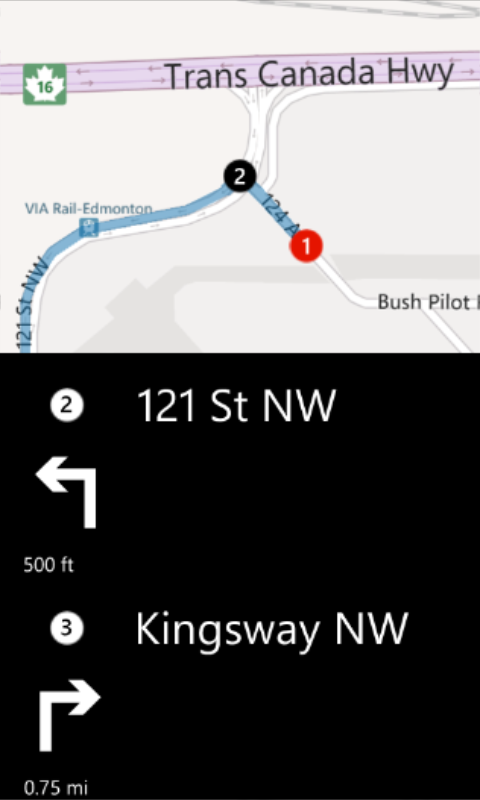 16
Trans Canada Hwy
2
VIA Rail-Edmonton
124 A
1
121 St NW
Bush Pilot
2
121 St NW
500 ft
3
Kingsway NW
0.75 mi